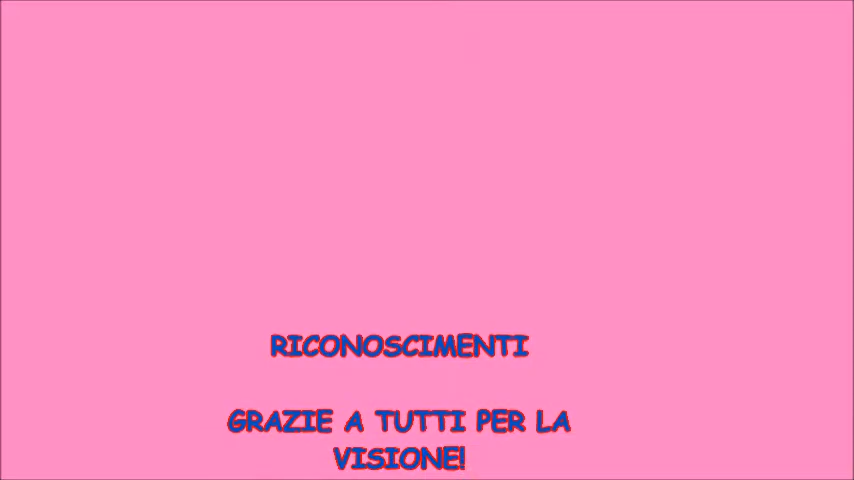 RICONOSCIMENTI
GRAZIE A TUTTI PER LA
VISIONE!